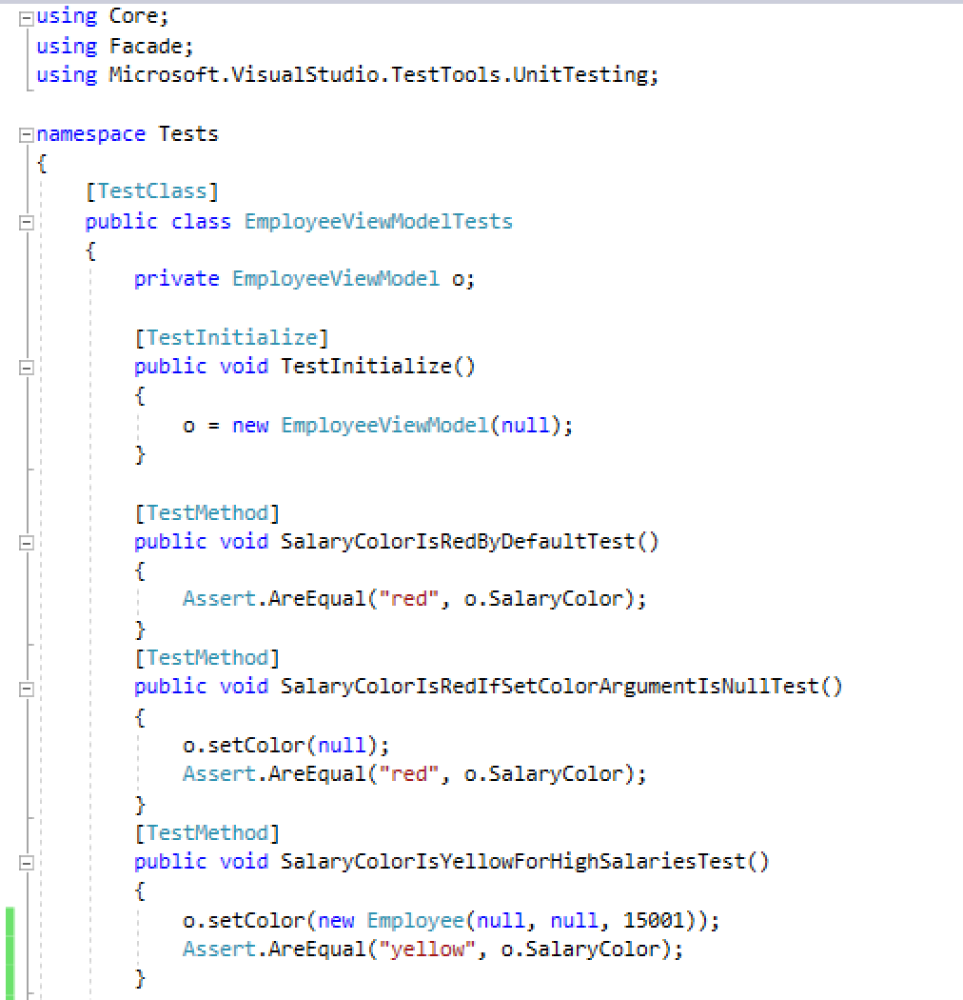 using Core;
using Facade;
using Microsoft.VisualStudio.TestTools.UnitTesting;

namespace Tests
{
    [TestClass]
    public class EmployeeViewModelTests
    {
        private EmployeeViewModel o;

        [TestInitialize]
        public void TestInitialize()
        {
            o = new EmployeeViewModel(null);
        }

        [TestMethod]
        public void SalaryColorIsRedByDefaultTest()
        {
            Assert.AreEqual("red", o.SalaryColor);
        }
        [TestMethod]
        public void SalaryColorIsRedIfSetColorArgumentIsNullTest()
        {
            o.setColor(null);
            Assert.AreEqual("red", o.SalaryColor);
        }
        [TestMethod]
        public void SalaryColorIsYellowForHighSalariesTest()
        {
            o.setColor(new Employee(null, null, 15001));
            Assert.AreEqual("yellow", o.SalaryColor);
        }